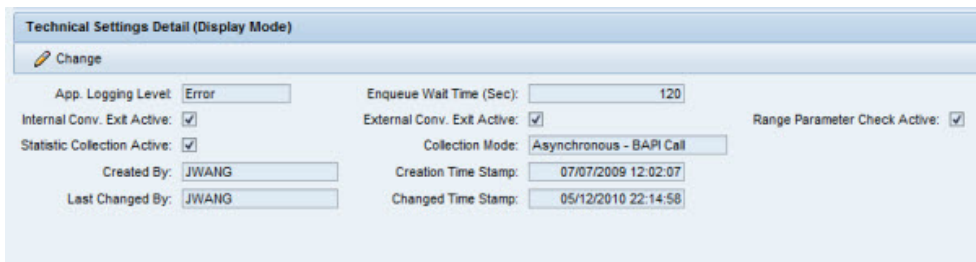 Technical Settings Detail (Display Mode)
Change
App. Logging Level: Error Enqueue Wait Time (Sec): 120
Internal Conv. Exit Active: External Conv. Exit Active: Range Parameter Check Active:
Statistic Collection Active: Collection Mode: Asynchronous - BAPI Call
Created By: JWANG Creation Time Stamp: 07/07/2009 12:02:07
Last Changed By: JWANG Changed Time Stamp: 05/12/2010 22:14:58